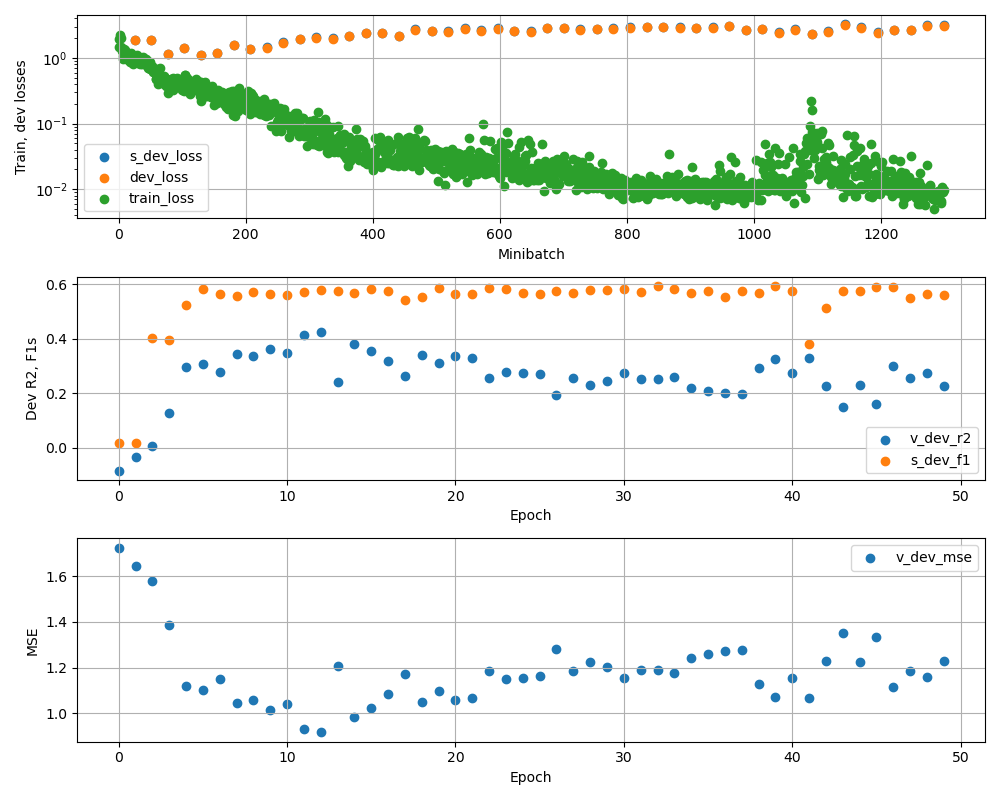 Train, dev losses
10⁰
10⁻¹
10⁻²
s_dev_loss
dev_loss
train_loss
0 200 400 600 800 1000 1200
Minibatch
Dev R2, F1s
0.6
0.4
0.2
0.0
v_dev_r2
s_dev_f1
0 10 20 30 40 50
Epoch
MSE
1.6
1.4
1.2
1.0
v_dev_mse
0 10 20 30 40 50
Epoch